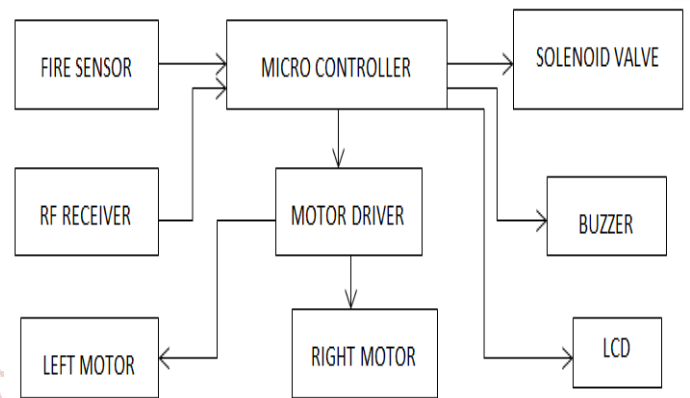 FIRE SENSOR
MICRO CONTROLLER
SOLENOID VALVE
RF RECEIVER
MOTOR DRIVER
BUZZER
LEFT MOTOR
RIGHT MOTOR
LCD